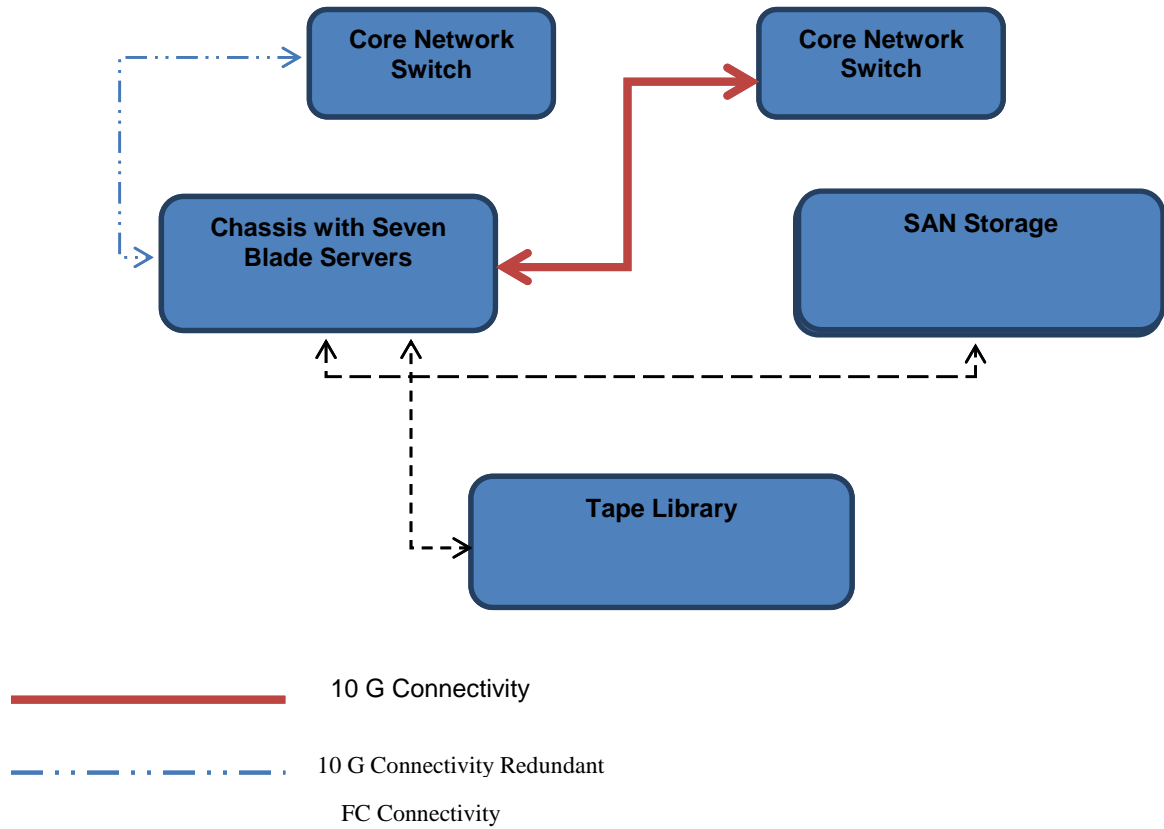 Core Network
Switch
Core Network
Switch
Chassis with Seven
Blade Servers
SAN Storage
Tape Library
10 G Connectivity
10 G Connectivity Redundant
FC Connectivity